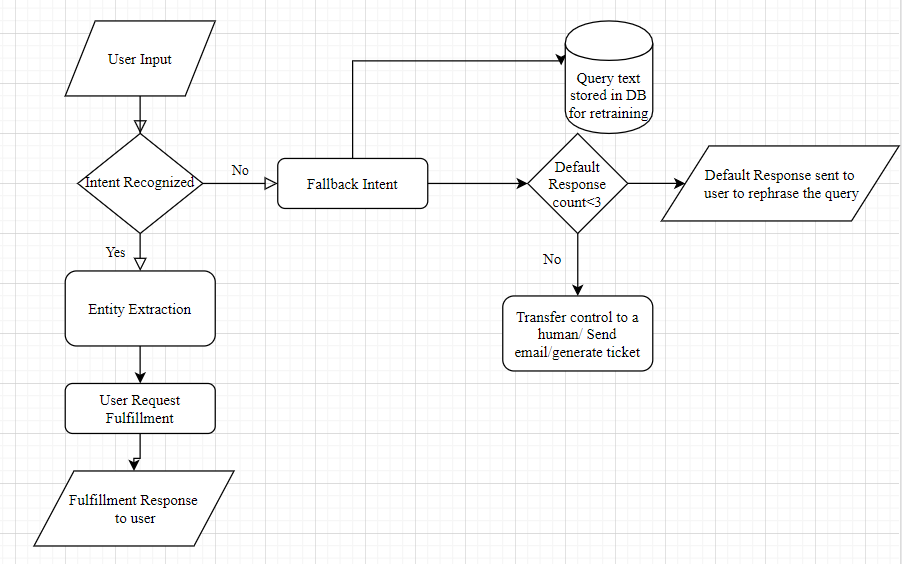 User Input
Query text
stored in DB
for retraining
Intent Recognized
No
Fallback Intent
Default
Response
count<3
Default Response sent to
user to rephrase the query
Yes
No
Entity Extraction
Transfer control to a
human/ Send
email/generate ticket
User Request
Fulfillment
Fulfillment Response
to user